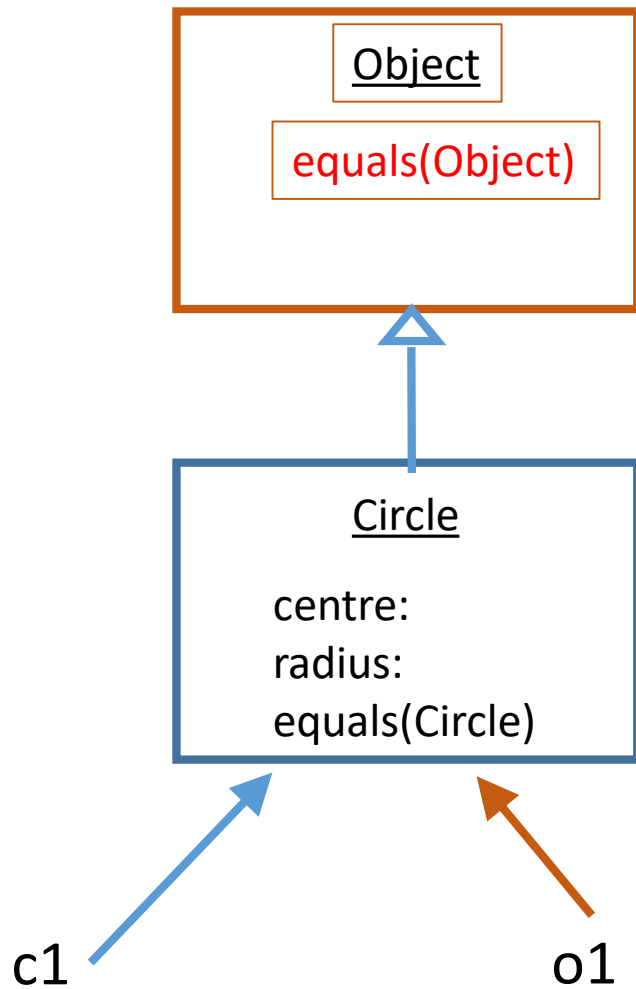 Object
equals(Object)
Circle
centre:
radius:
equals(Circle)
c1
o1